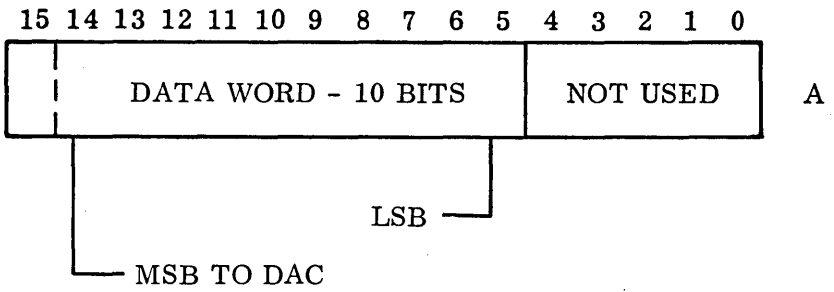 15 14 13 12 11 10 9 8 7 6 5 4 3 2 1 0
DATA WORD - 10 BITS NOT USED A
LSB
MSB TO DAC